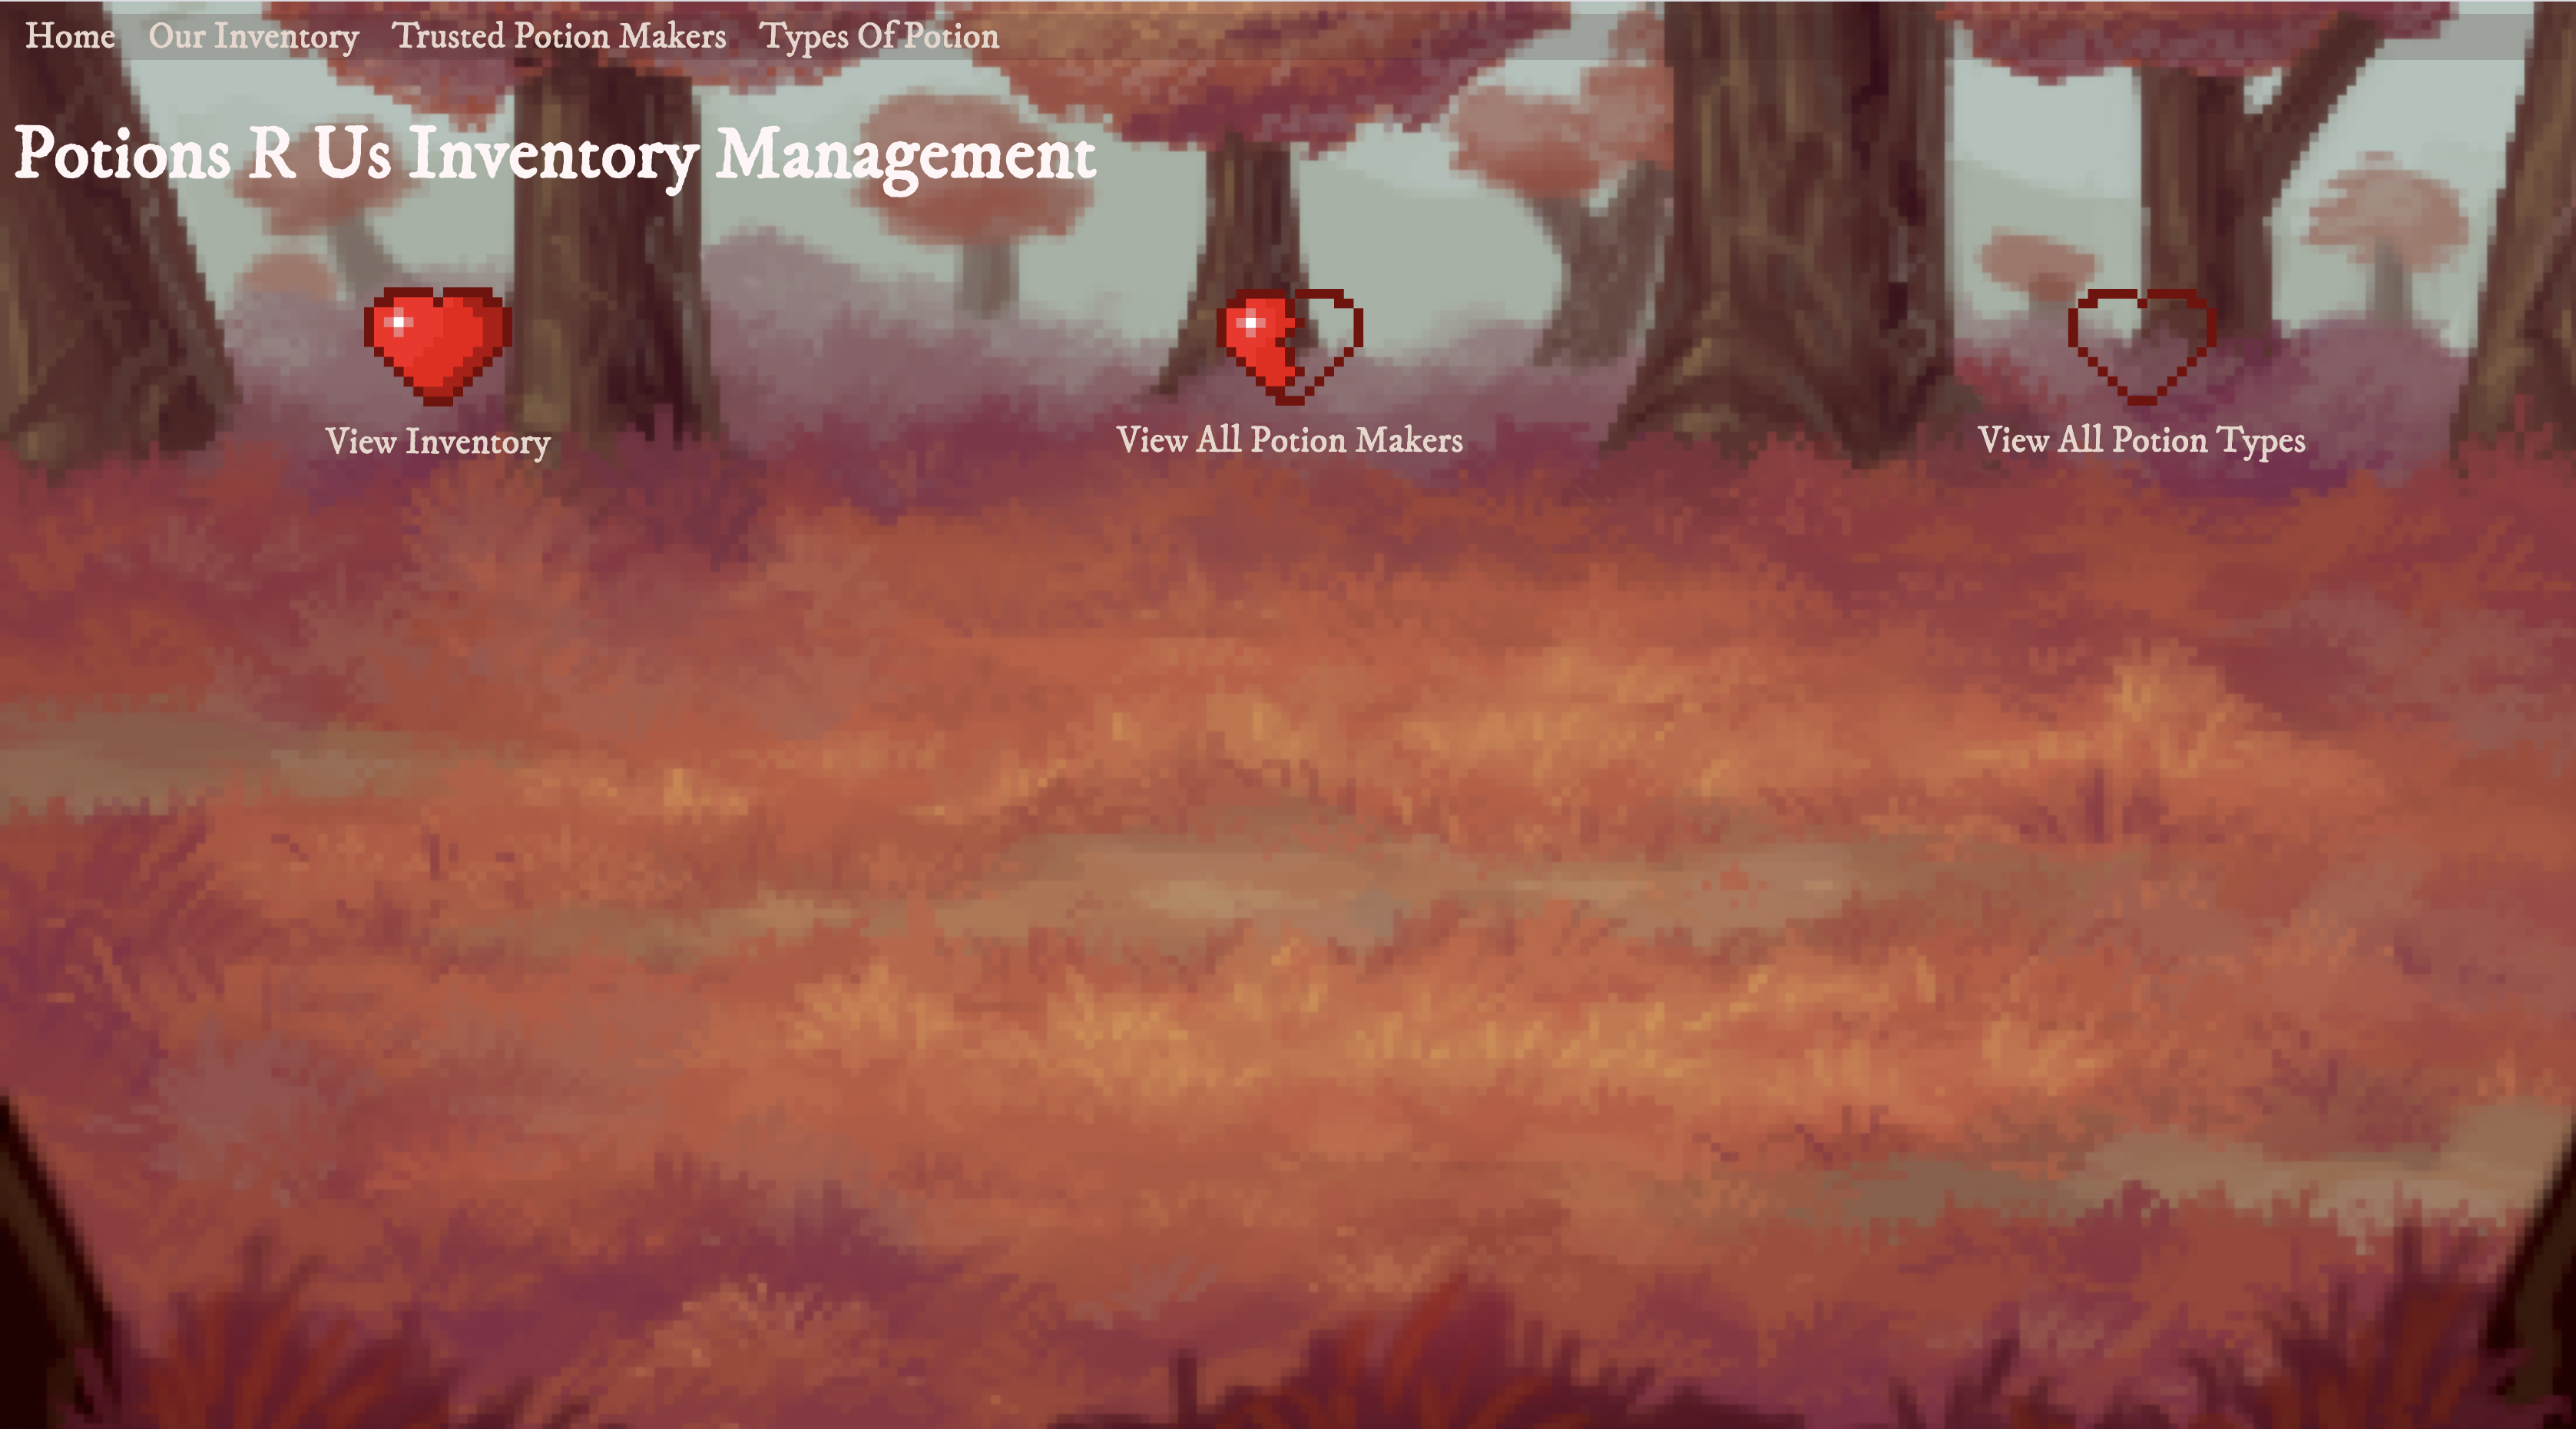 Home Our Inventory Trusted Potion Makers Types Of Potion
Potions R Us Inventory Management
View Inventory View All Potion Makers View All Potion Types